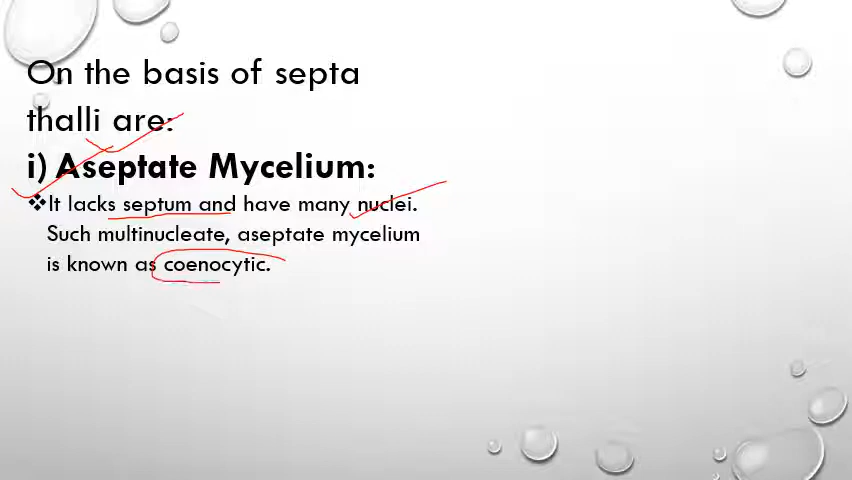 On the basis of septa
thalli are:
i) Aseptate Mycelium:
❖It lacks septum and have many nuclei.
Such multinucleate, aseptate mycelium
is known as coenocytic.